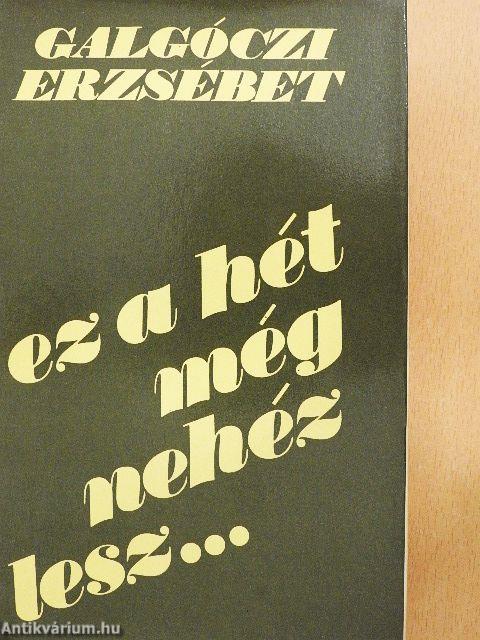 GALGÓCZI
ERZSÉBET
ez a hét
még
nehéz
lesz...
Antikvárium.hu